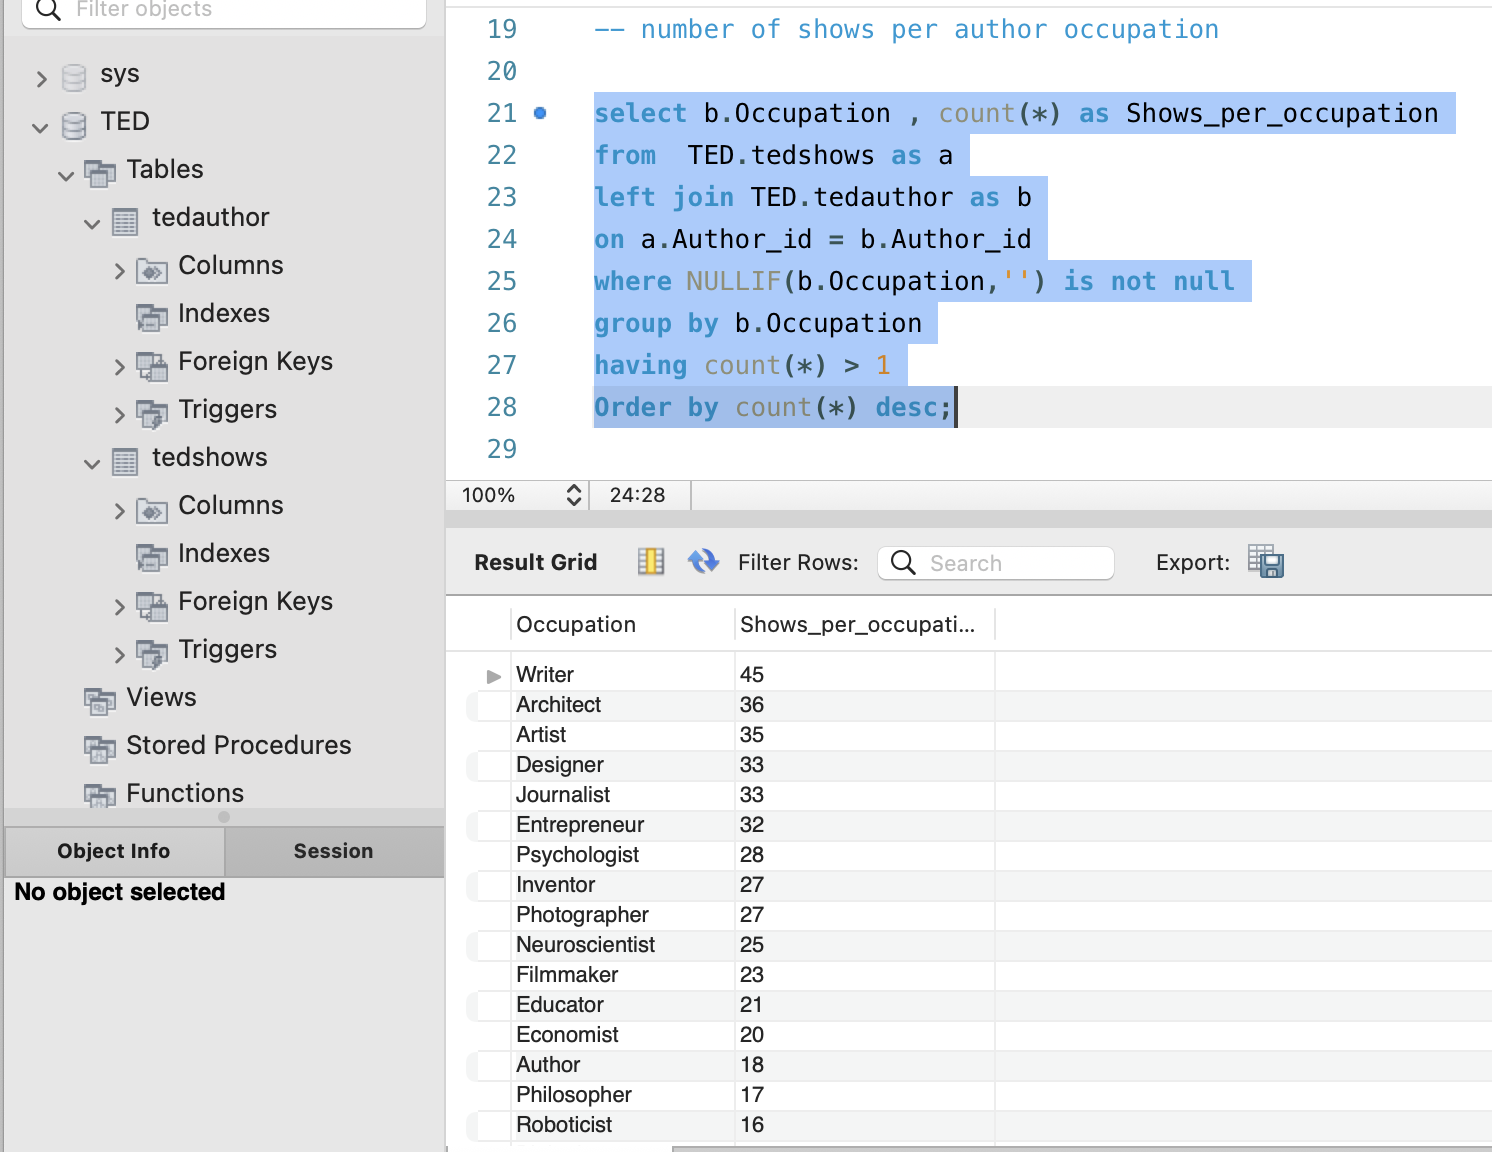 Filter objects
sys
TED
Tables
tedauthor
Columns
Indexes
Foreign Keys
Triggers
tedshows
Columns
Indexes
Foreign Keys
Triggers
Views
Stored Procedures
Functions
Object Info
Session
No object selected
19 -- number of shows per author occupation
20
21 select b.Occupation , count(*) as Shows_per_occupation
22 from  TED.tedshows as a
23 left join TED.tedauthor as b
24 on a.Author_id = b.Author_id
25 where NULLIF(b.Occupation,'') is not null
26 group by b.Occupation
27 having count(*) > 1
28 Order by count(*) desc;
29
100% 24:28
Result Grid Filter Rows: Search Export:
Occupation Shows_per_occupati...
Writer 45
Architect 36
Artist 35
Designer 33
Journalist 33
Entrepreneur 32
Psychologist 28
Inventor 27
Photographer 27
Neuroscientist 25
Filmmaker 23
Educator 21
Economist 20
Author 18
Philosopher 17
Roboticist 16